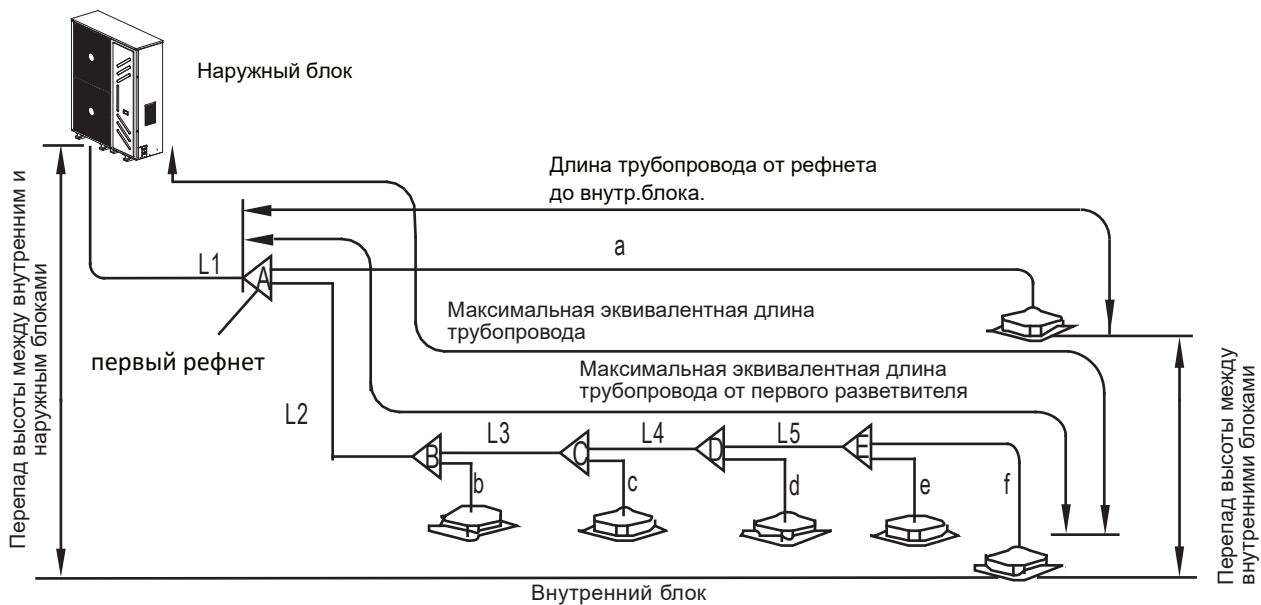 Наружный блок
Длина трубопровода от рефнета
до внутр.блока.
a
L1
A
Максимальная эквивалентная длина
трубопровода
первый рефнет
Максимальная эквивалентная длина
трубопровода от первого разветвителя
L2
L3
L4
L5
B
C
D
E
b
c
d
e
f
Внутренний блок
Перепад высоты между внутренним и
наружным блоками
Перепад высоты между
внутренними блоками